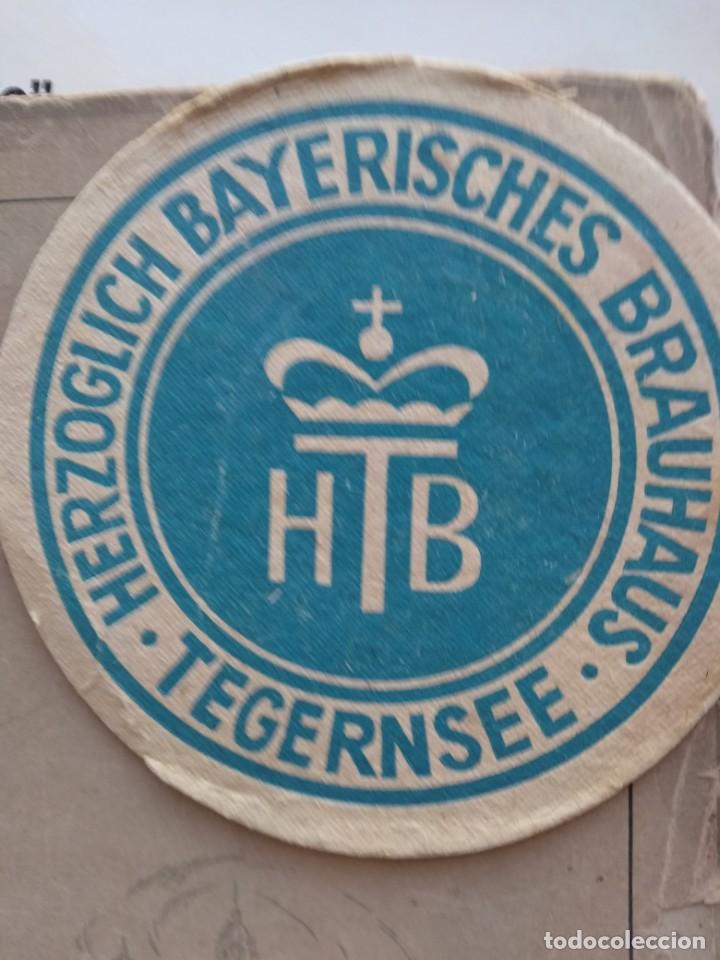 HERZOGLICH BAYERISCHES BRAUHAUS · TEGERNSEE ·
HTB
todocoleccion